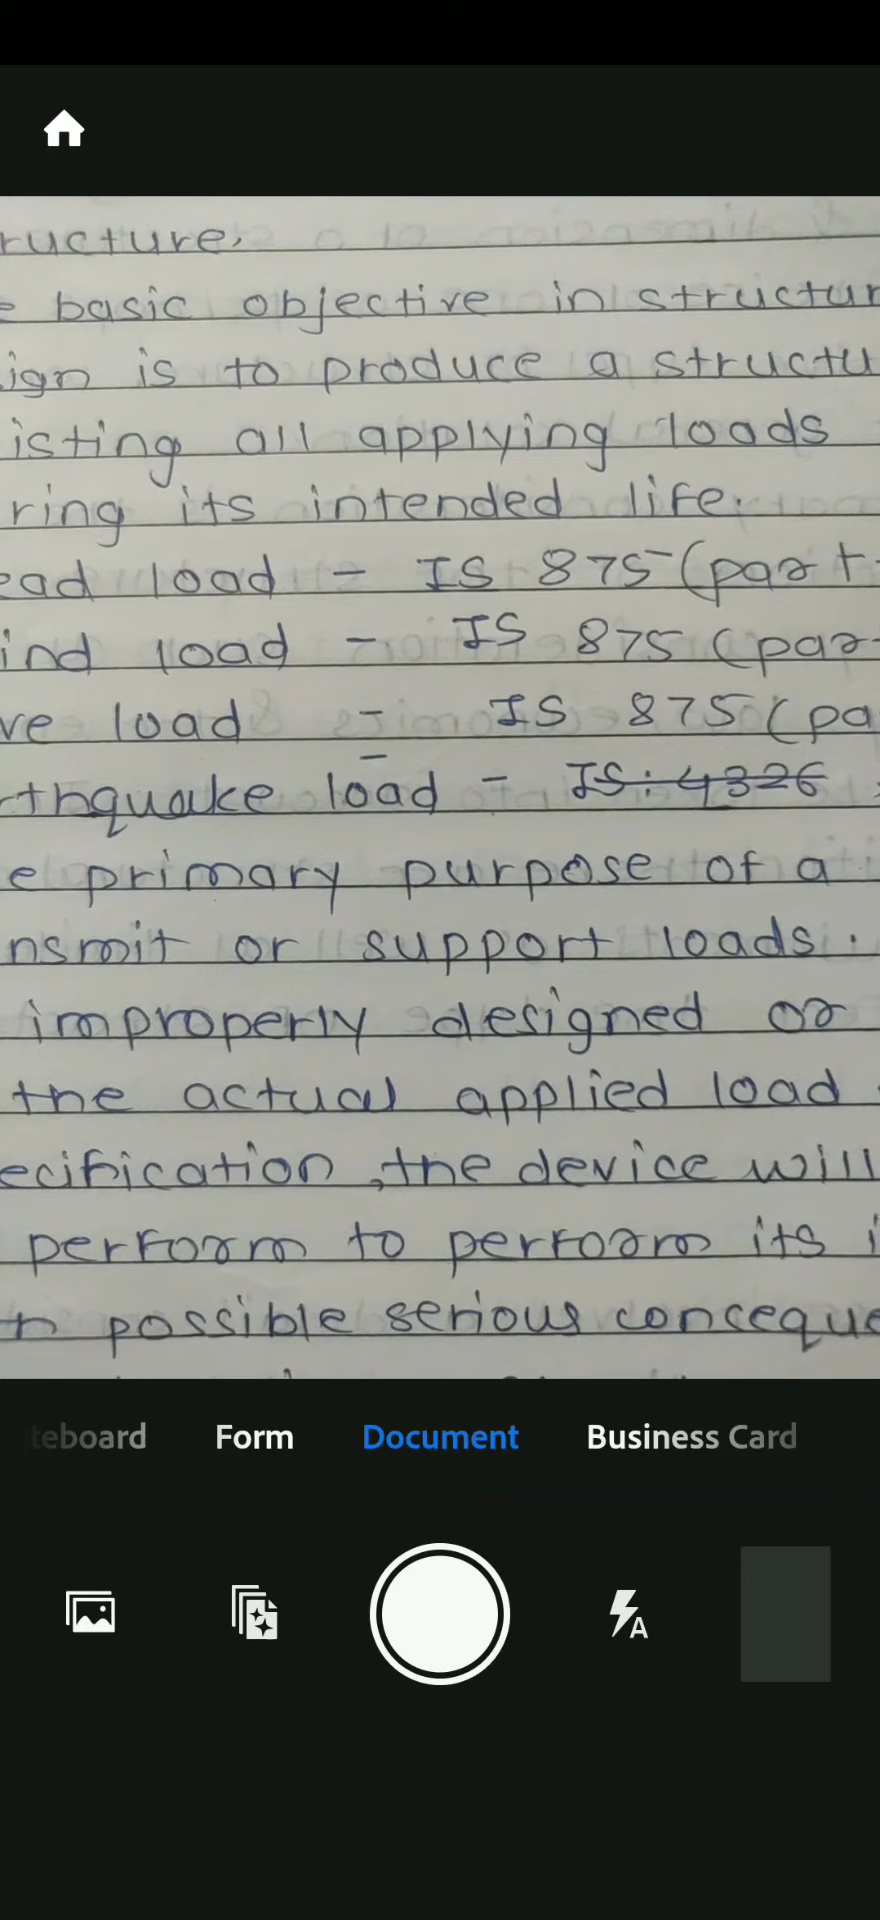 ructure.
e basic objective in structur
ign is to produce a structu
isting all applying loads
ring its intended life.
ead load - IS 875 (part
ind load - IS 875 (par
ve load - IS 875 (pa
rthquake load - IS: 4326
e primary purpose of a
nsmit or support loads.
improperly designed or
the actual applied load
ecification, the device will
perform to perform its i
possible serious conceque
teboard Form Document Business Card
A